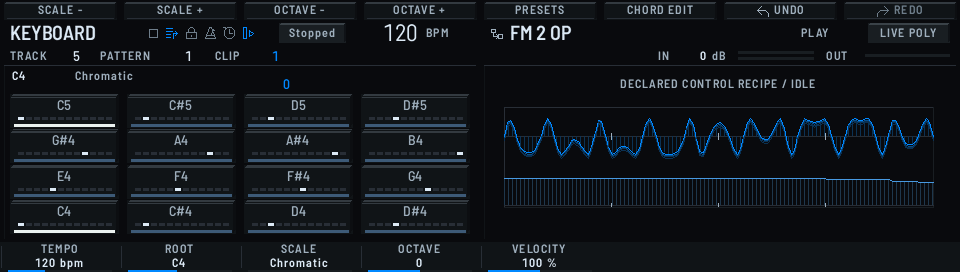 SCALE - SCALE + OCTAVE - OCTAVE + PRESETS CHORD EDIT UNDO REDO
KEYBOARD Stopped 120 BPM FM 2 OP PLAY LIVE POLY
TRACK 5 PATTERN 1 CLIP 1 IN 0 dB OUT
C4 Chromatic 0
DECLARED CONTROL RECIPE / IDLE
C5 C#5 D5 D#5
G#4 A4 A#4 B4
E4 F4 F#4 G4
C4 C#4 D4 D#4
TEMPO ROOT SCALE OCTAVE VELOCITY
120 bpm C4 Chromatic 0 100 %